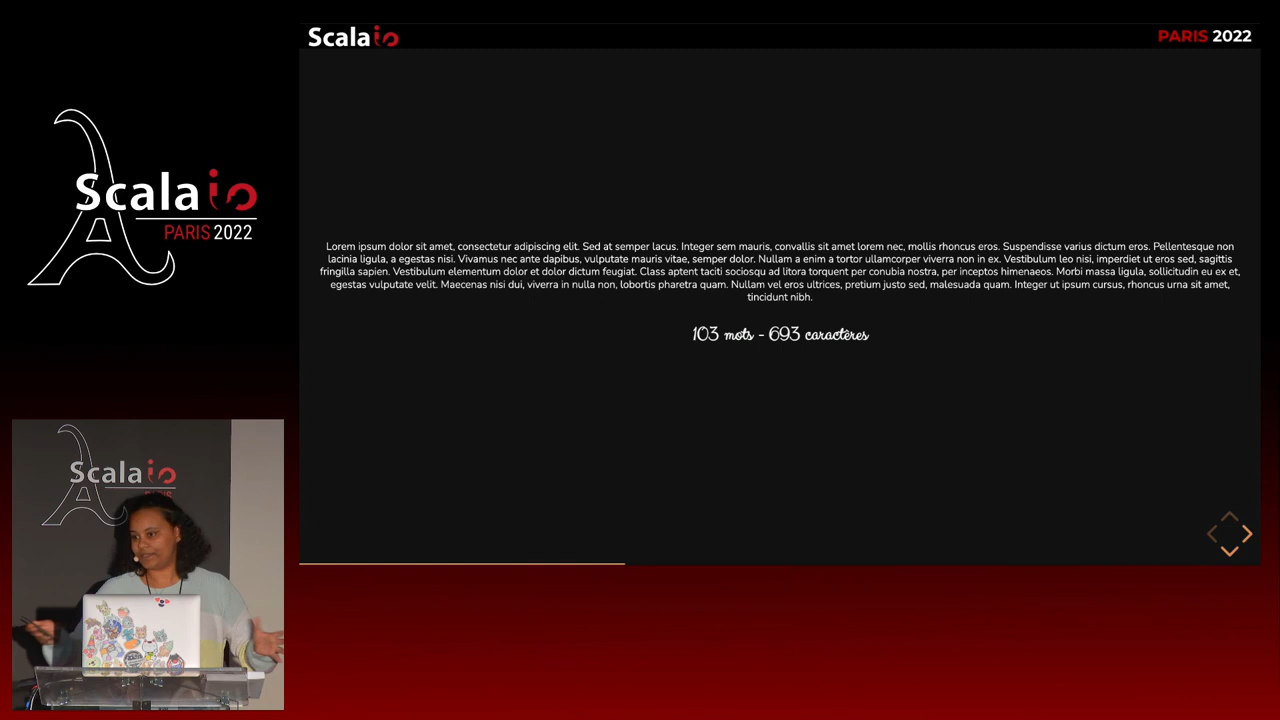 Scalaio
PARIS 2022
Scalaio
PARIS 2022
Lorem ipsum dolor sit amet, consectetur adipiscing elit. Sed at semper lacus. Integer sem mauris, convallis sit amet lorem nec, mollis rhoncus eros. Suspendisse varius dictum eros. Pellentesque non
lacinia ligula, a egestas nisi. Vivamus nec ante dapibus, vulputate mauris vitae, semper dolor. Nullam a enim a tortor ullamcorper viverra non in ex. Vestibulum leo nisi, imperdiet ut eros sed, sagittis
fringilla sapien. Vestibulum elementum dolor et dolor dictum feugiat. Class aptent taciti sociosqu ad litora torquent per conubia nostra, per inceptos himenaeos. Morbi massa ligula, sollicitudin eu ex et,
egestas vulputate velit. Maecenas nisi dui, viverra in nulla non, lobortis pharetra quam. Nullam vel eros ultrices, pretium justo sed, malesuada quam. Integer ut ipsum cursus, rhoncus urna sit amet,
tincidunt nibh.
103 mots - 693 caractères
Scalaio